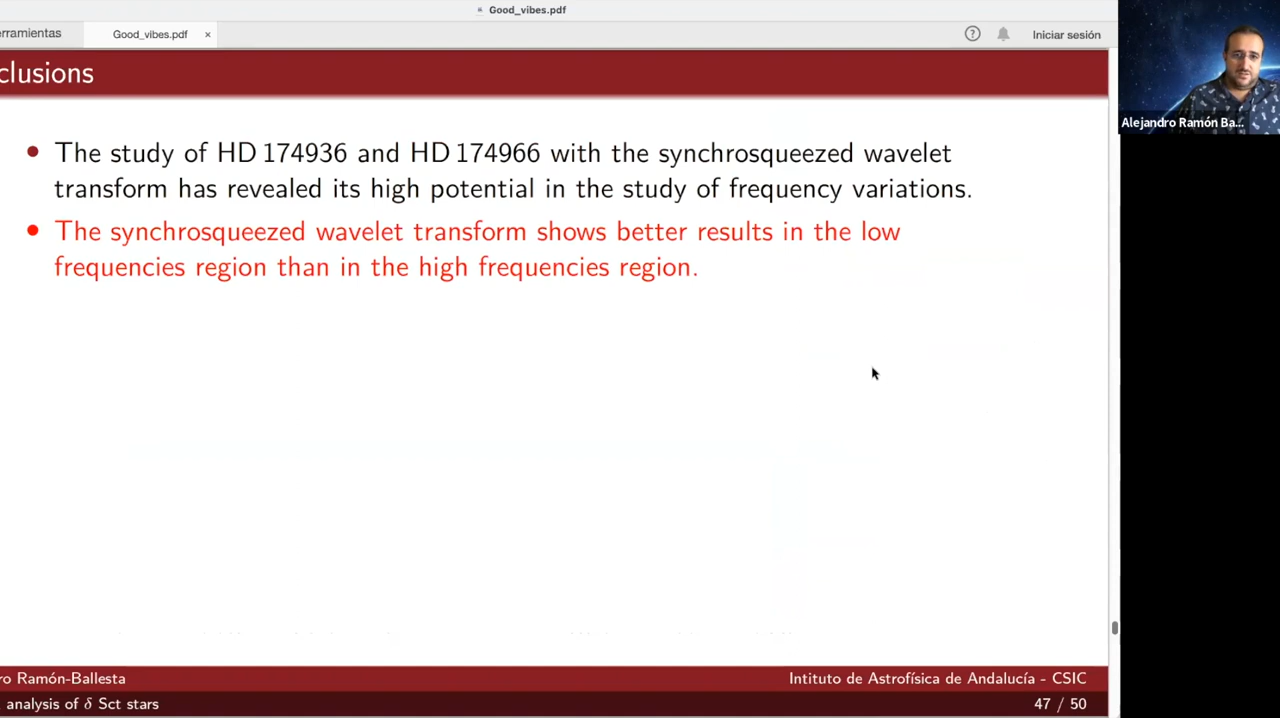 Good_vibes.pdf
erramientas
Good_vibes.pdf ×
? Iniciar sesión
clusions
Alejandro Ramón Ba...
• The study of HD 174936 and HD 174966 with the synchrosqueezed wavelet
transform has revealed its high potential in the study of frequency variations.
• The synchrosqueezed wavelet transform shows better results in the low
frequencies region than in the high frequencies region.
ro Ramón-Ballesta
Intituto de Astrofísica de Andalucía - CSIC
analysis of δ Sct stars
47 / 50